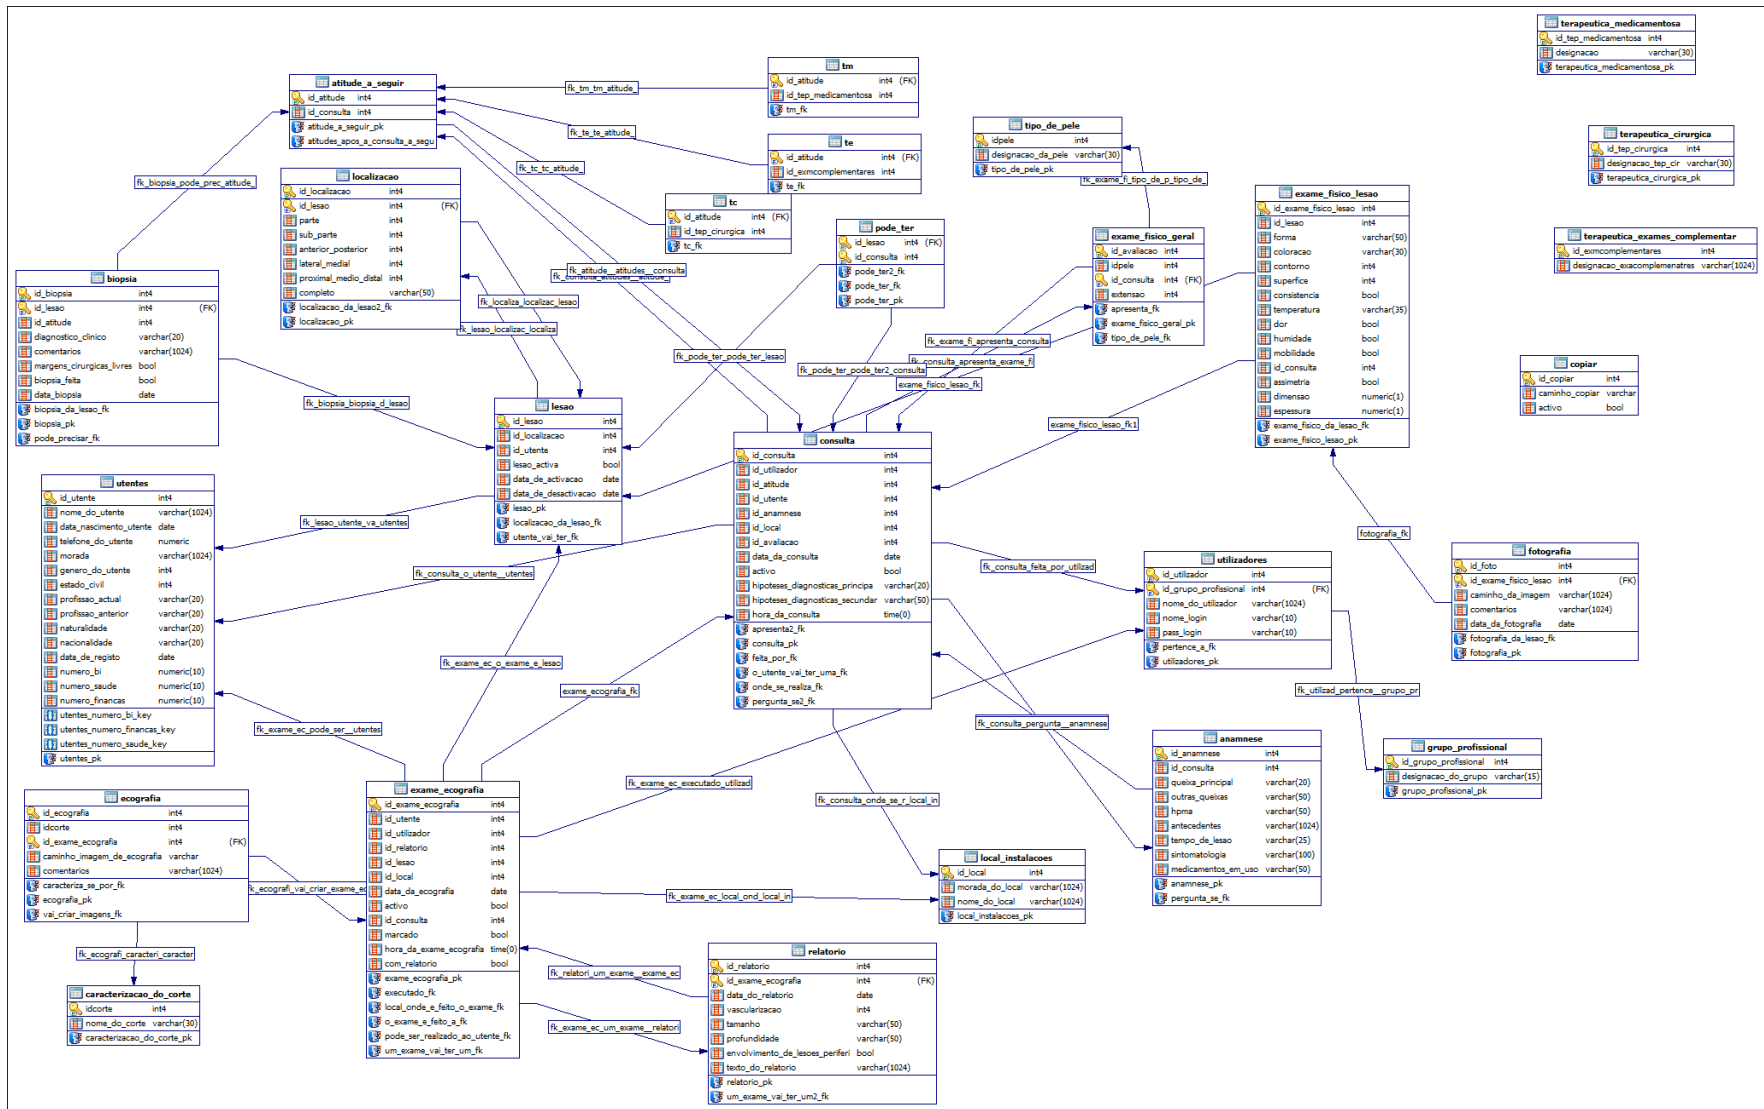 terapeutica_medicamentosa
id_tep_medicamentosa int4
designacao varchar(30)
terapeutica_medicamentosa_pk
atitude_a_seguir
id_atitude int4
id_consulta int4
atitude_a_seguir_pk
atitudes_apos_a_consulta_a_segu
fk_tm_tm_atitude_
tm
id_atitude int4 (FK)
id_tep_medicamentosa int4
tm_fk
fk_te_te_atitude_
te
id_atitude int4 (FK)
id_exmcomplementares int4
te_fk
tipo_de_pele
idpele int4
designacao_da_pele varchar(30)
tipo_de_pele_pk
fk_exame_fi_tipo_de_p_tipo_de_
terapeutica_cirurgica
id_tep_cirurgica int4
designacao_tep_cir varchar(30)
terapeutica_cirurgica_pk
fk_biopsia_pode_prec_atitude_
localizacao
id_localizacao int4
id_lesao int4 (FK)
parte int4
sub_parte int4
anterior_posterior int4
lateral_medial int4
proximal_medio_distal int4
completo varchar(50)
localizacao_da_lesao2_fk
localizacao_pk
fk_tc_tc_atitude_
tc
id_atitude int4 (FK)
id_tep_cirurgica int4
tc_fk
pode_ter
id_lesao int4 (FK)
id_consulta int4
pode_ter2_fk
pode_ter_fk
pode_ter_pk
exame_fisico_geral
id_avaliacao int4
idpele int4
id_consulta int4 (FK)
extensao int4
apresenta_fk
exame_fisico_geral_pk
tipo_de_pele_fk
exame_fisico_lesao
id_exame_fisico_lesao int4
id_lesao int4
forma varchar(50)
coloracao varchar(30)
contorno int4
superfice int4
consistencia bool
temperatura varchar(35)
dor bool
humidade bool
mobilidade bool
id_consulta int4
assimetria bool
dimensao numeric(1)
espessura numeric(1)
exame_fisico_da_lesao_fk
exame_fisico_lesao_pk
terapeutica_exames_complementar
id_exmcomplementares int4
designacao_exacomplemenatres varchar(1024)
fk_atitude__atitudes_consulta
biopsia
id_biopsia int4
id_lesao int4 (FK)
id_atitude int4
diagnostico_clinico varchar(20)
comentarios varchar(1024)
margens_cirurgicas_livres bool
biopsia_feita bool
data_biopsia date
biopsia_da_lesao_fk
biopsia_pk
pode_precisar_fk
fk_localiza_localizac_lesao
fk_lesao_localizac_localiza
fk_pode_ter_pode_ter_lesao
fk_pode_ter_pode_ter2_consulta
fk_exame_fi_apresenta_consulta
fk_consulta_apresenta_exame_fi
exame_fisico_lesao_fk
copiar
id_copiar int4
caminho_copiar varchar
activo bool
fk_biopsia_biopsia_d_lesao
lesao
id_lesao int4
id_localizacao int4
id_utente int4
lesao_activa bool
data_de_activacao date
data_de_desactivacao date
lesao_pk
localizacao_da_lesao_fk
utente_vai_ter_fk
exame_fisico_lesao_fk1
consulta
id_consulta int4
id_utilizador int4
id_atitude int4
id_utente int4
id_anamnese int4
id_local int4
id_avaliacao int4
data_da_consulta date
activo bool
hipoteses_diagnosticas_principa varchar(20)
hipoteses_diagnosticas_secundar varchar(50)
hora_da_consulta time(0)
apresenta2_fk
consulta_pk
feita_por_fk
o_utente_vai_ter_uma_fk
onde_se_realiza_fk
pergunta_se2_fk
utentes
id_utente int4
nome_do_utente varchar(1024)
data_nascimento_utente date
telefone_do_utente numeric
morada varchar(1024)
genero_do_utente int4
estado_civil int4
profissao_actual varchar(20)
profissao_anterior varchar(20)
naturalidade varchar(20)
nacionalidade varchar(20)
data_de_registo date
numero_bi numeric(10)
numero_saude numeric(10)
numero_financas numeric(10)
utentes_numero_bi_key
utentes_numero_financas_key
utentes_numero_saude_key
utentes_pk
fk_lesao_utente_va_utentes
fk_consulta_o_utente__utentes
fotografia_fk
fotografia
id_foto int4
id_exame_fisico_lesao int4 (FK)
caminho_da_imagem varchar(1024)
comentarios varchar(1024)
data_da_fotografia date
fotografia_da_lesao_fk
fotografia_pk
fk_consulta_feita_por_utilizad
utilizadores
id_utilizador int4
id_grupo_profissional int4 (FK)
nome_do_utilizador varchar(1024)
nome_login varchar(10)
pass_login varchar(10)
pertence_a_fk
utilizadores_pk
fk_exame_ec_o_exame_e_lesao
exame_ecografia_fk
fk_utilizad_pertence__grupo_pr
fk_exame_ec_pode_ser__utentes
fk_consulta_pergunta__anamnese
grupo_profissional
id_grupo_profissional int4
designacao_do_grupo varchar(15)
grupo_profissional_pk
anamnese
id_anamnese int4
id_consulta int4
queixa_principal varchar(20)
outras_queixas varchar(50)
hpma varchar(50)
antecedentes varchar(1024)
tempo_de_lesao varchar(25)
sintomatologia varchar(100)
medicamentos_em_uso varchar(50)
anamnese_pk
pergunta_se_fk
fk_exame_ec_executado_utilizad
fk_consulta_onde_se_r_local_in
ecografia
id_ecografia int4
idcorte int4
id_exame_ecografia int4 (FK)
caminho_imagem_de_ecografia varchar
comentarios varchar(1024)
caracteriza_se_por_fk
ecografia_pk
vai_criar_imagens_fk
fk_ecografi_vai_criar_exame_ec
exame_ecografia
id_exame_ecografia int4
id_utente int4
id_utilizador int4
id_relatorio int4
id_lesao int4
id_local int4
data_da_ecografia date
activo bool
id_consulta int4
marcado bool
hora_da_exame_ecografia time(0)
com_relatorio bool
exame_ecografia_pk
executado_fk
local_onde_e_feito_o_exame_fk
o_exame_e_feito_a_fk
pode_ser_realizado_ao_utente_fk
um_exame_vai_ter_um_fk
local_instalacoes
id_local int4
morada_do_local varchar(1024)
nome_do_local varchar(1024)
local_instalacoes_pk
fk_exame_ec_local_ond_local_in
fk_ecografi_caracteri_caracter
caracterizacao_do_corte
idcorte int4
nome_do_corte varchar(30)
caracterizacao_do_corte_pk
fk_relatori_um_exame__exame_ec
fk_exame_ec_um_exame__relatori
relatorio
id_relatorio int4
id_exame_ecografia int4 (FK)
data_do_relatorio date
vascularizacao int4
tamanho varchar(50)
profundidade varchar(50)
envolvimento_de_lesoes_periferi bool
texto_do_relatorio varchar(1024)
relatorio_pk
um_exame_vai_ter_um2_fk